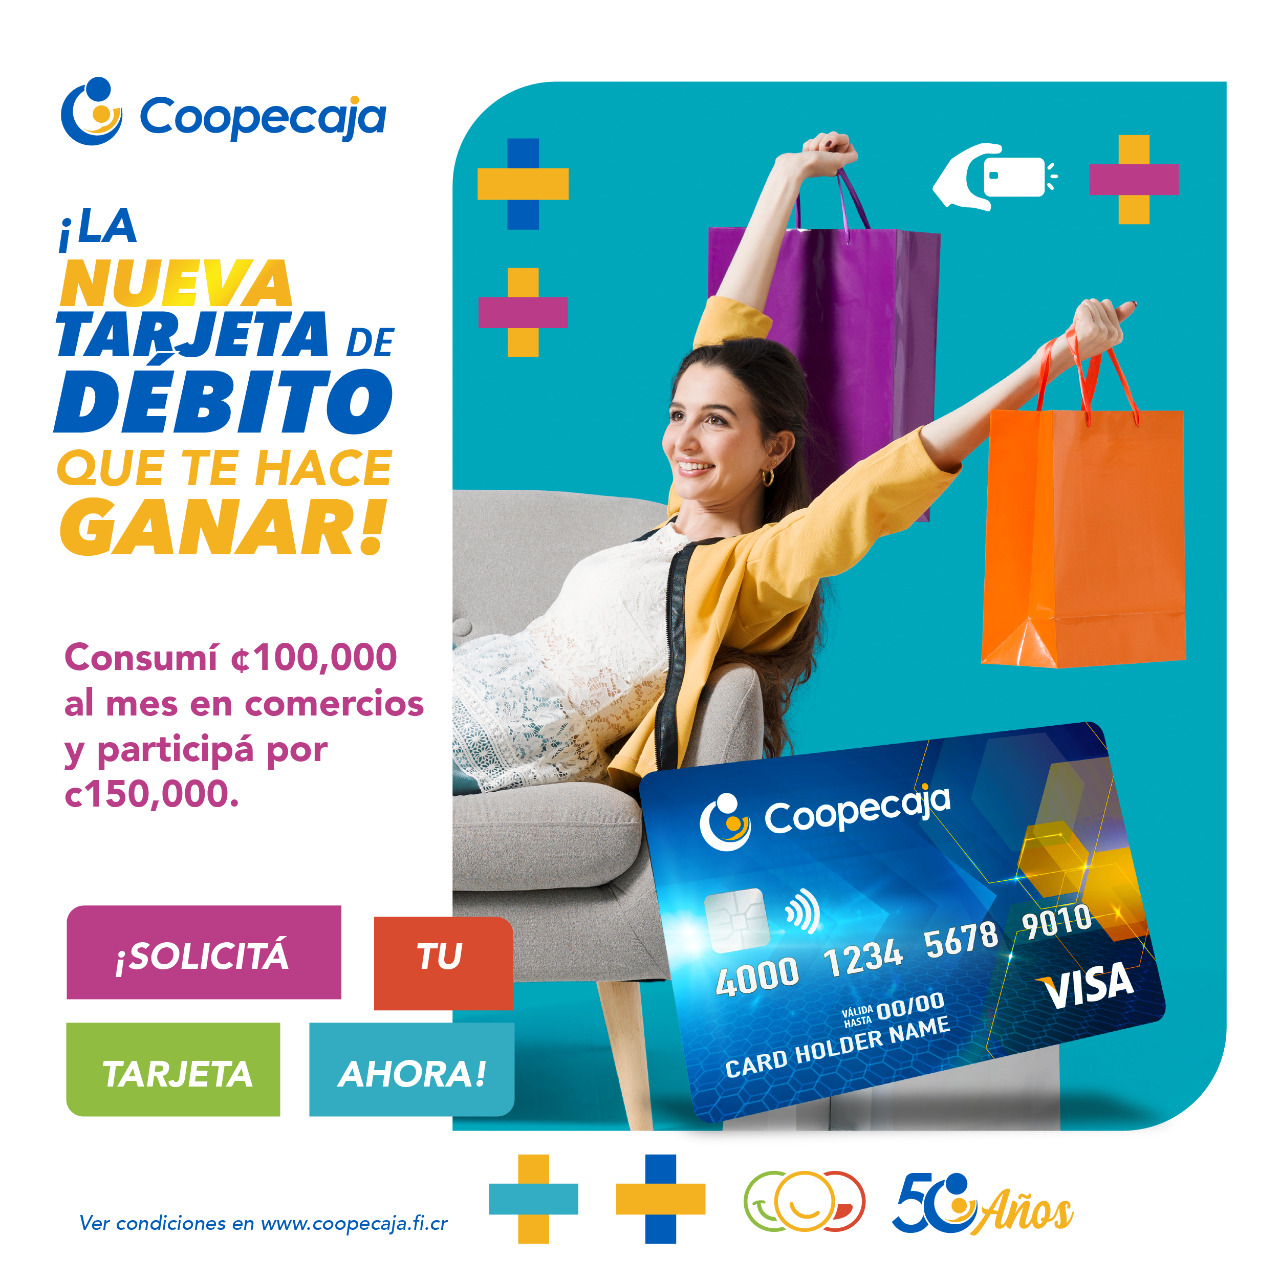 Coopecaja
¡LA
NUEVA
TARJETA DE
DÉBITO
QUE TE HACE
GANAR!
Consumí ¢100,000
al mes en comercios
y participá por
c150,000.
¡SOLICITÁ
TU
TARJETA
AHORA!
Coopecaja
4000 1234 5678 9010
VÁLIDA
HASTA 00/00
CARD HOLDER NAME
VISA
Ver condiciones en www.coopecaja.fi.cr
50 Años